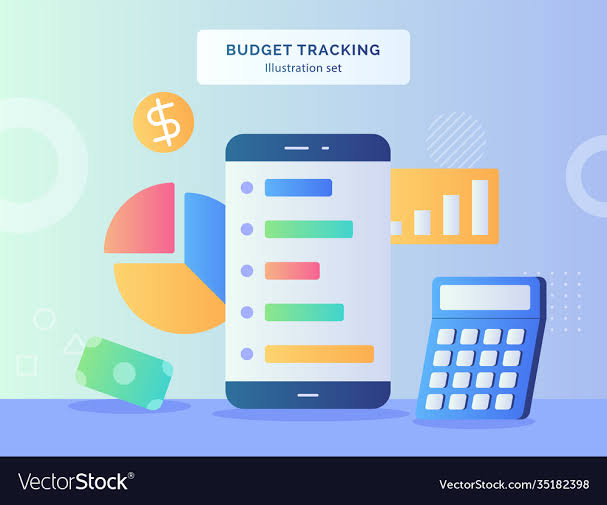 BUDGET TRACKING
Illustration set
$
VectorStock®
VectorStock.com/35182398